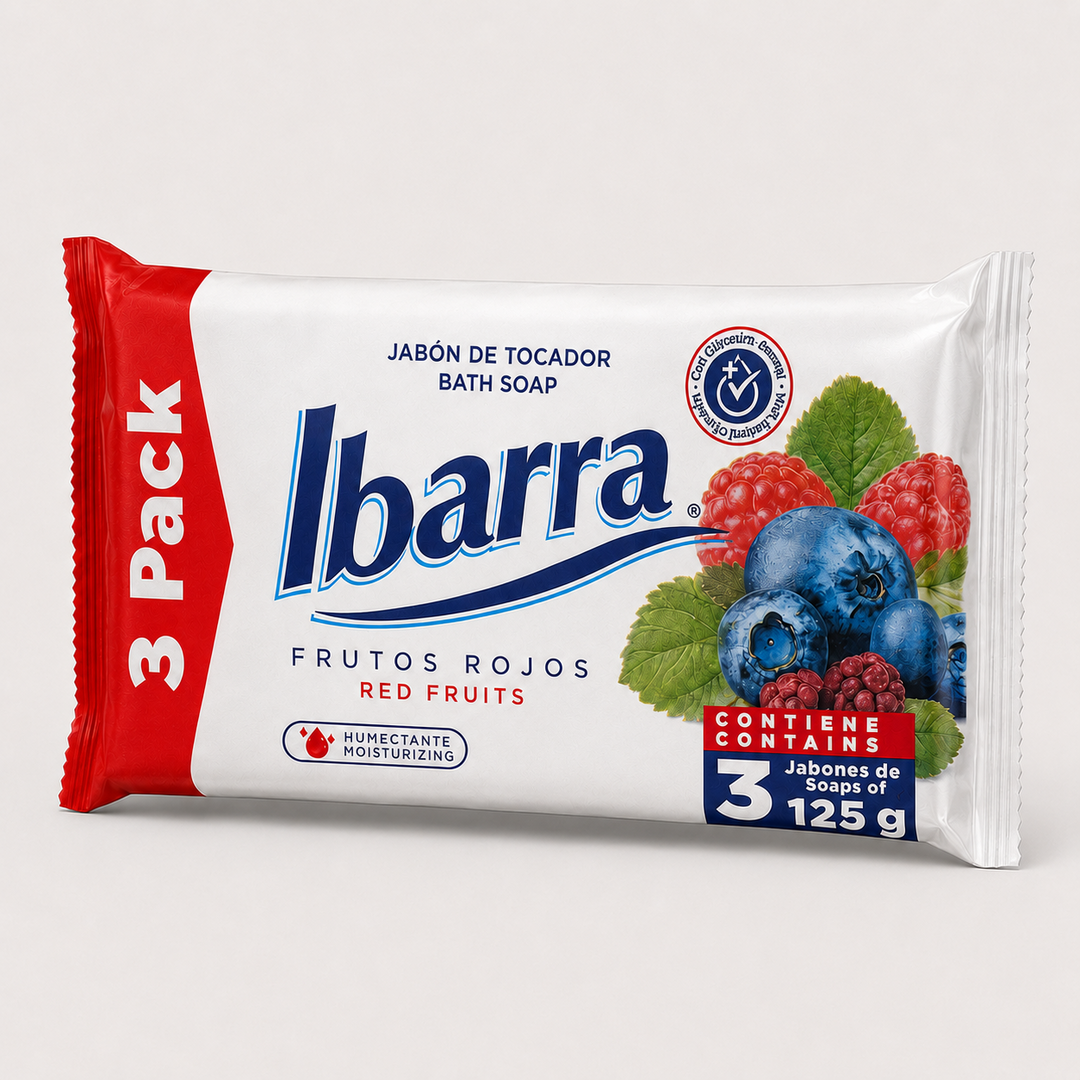 3 Pack
JABÓN DE TOCADOR
BATH SOAP
Ibarra®
FRUTOS ROJOS
RED FRUITS
HUMECTANTE
MOISTURIZING
CONTIENE
CONTAINS
3
Jabones de
Soaps of
125 g